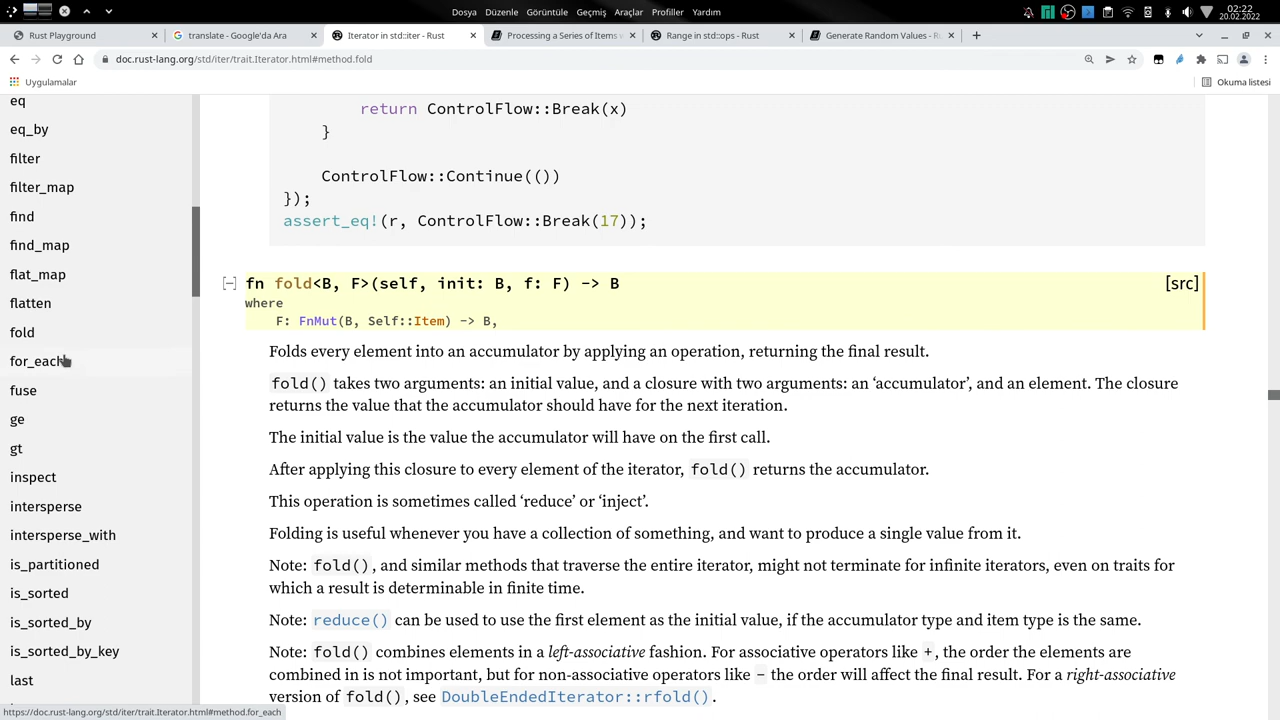 Dosya Düzenle Görüntüle Geçmiş Araçlar Profiller Yardım
02:22
20.02.2022
Rust Playground
translate - Google'da Ara
Iterator in std::iter - Rust
Processing a Series of Items w
Range in std::ops - Rust
Generate Random Values - Ru
doc.rust-lang.org/std/iter/trait.Iterator.html#method.fold
Uygulamalar
Okuma listesi
eq
eq_by
filter
filter_map
find
find_map
flat_map
flatten
fold
for_each
fuse
ge
gt
inspect
intersperse
intersperse_with
is_partitioned
is_sorted
is_sorted_by
is_sorted_by_key
last
https://doc.rust-lang.org/std/iter/trait.Iterator.html#method.for_each
return ControlFlow::Break(x)
}
ControlFlow::Continue(())
});
assert_eq!(r, ControlFlow::Break(17));
[−] fn fold<B, F>(self, init: B, f: F) -> B [src]
where
F: FnMut(B, Self::Item) -> B,
Folds every element into an accumulator by applying an operation, returning the final result.
fold() takes two arguments: an initial value, and a closure with two arguments: an ‘accumulator’, and an element. The closure
returns the value that the accumulator should have for the next iteration.
The initial value is the value the accumulator will have on the first call.
After applying this closure to every element of the iterator, fold() returns the accumulator.
This operation is sometimes called ‘reduce’ or ‘inject’.
Folding is useful whenever you have a collection of something, and want to produce a single value from it.
Note: fold(), and similar methods that traverse the entire iterator, might not terminate for infinite iterators, even on traits for
which a result is determinable in finite time.
Note: reduce() can be used to use the first element as the initial value, if the accumulator type and item type is the same.
Note: fold() combines elements in a left-associative fashion. For associative operators like +, the order the elements are
combined in is not important, but for non-associative operators like - the order will affect the final result. For a right-associative
version of fold(), see DoubleEndedIterator::rfold().